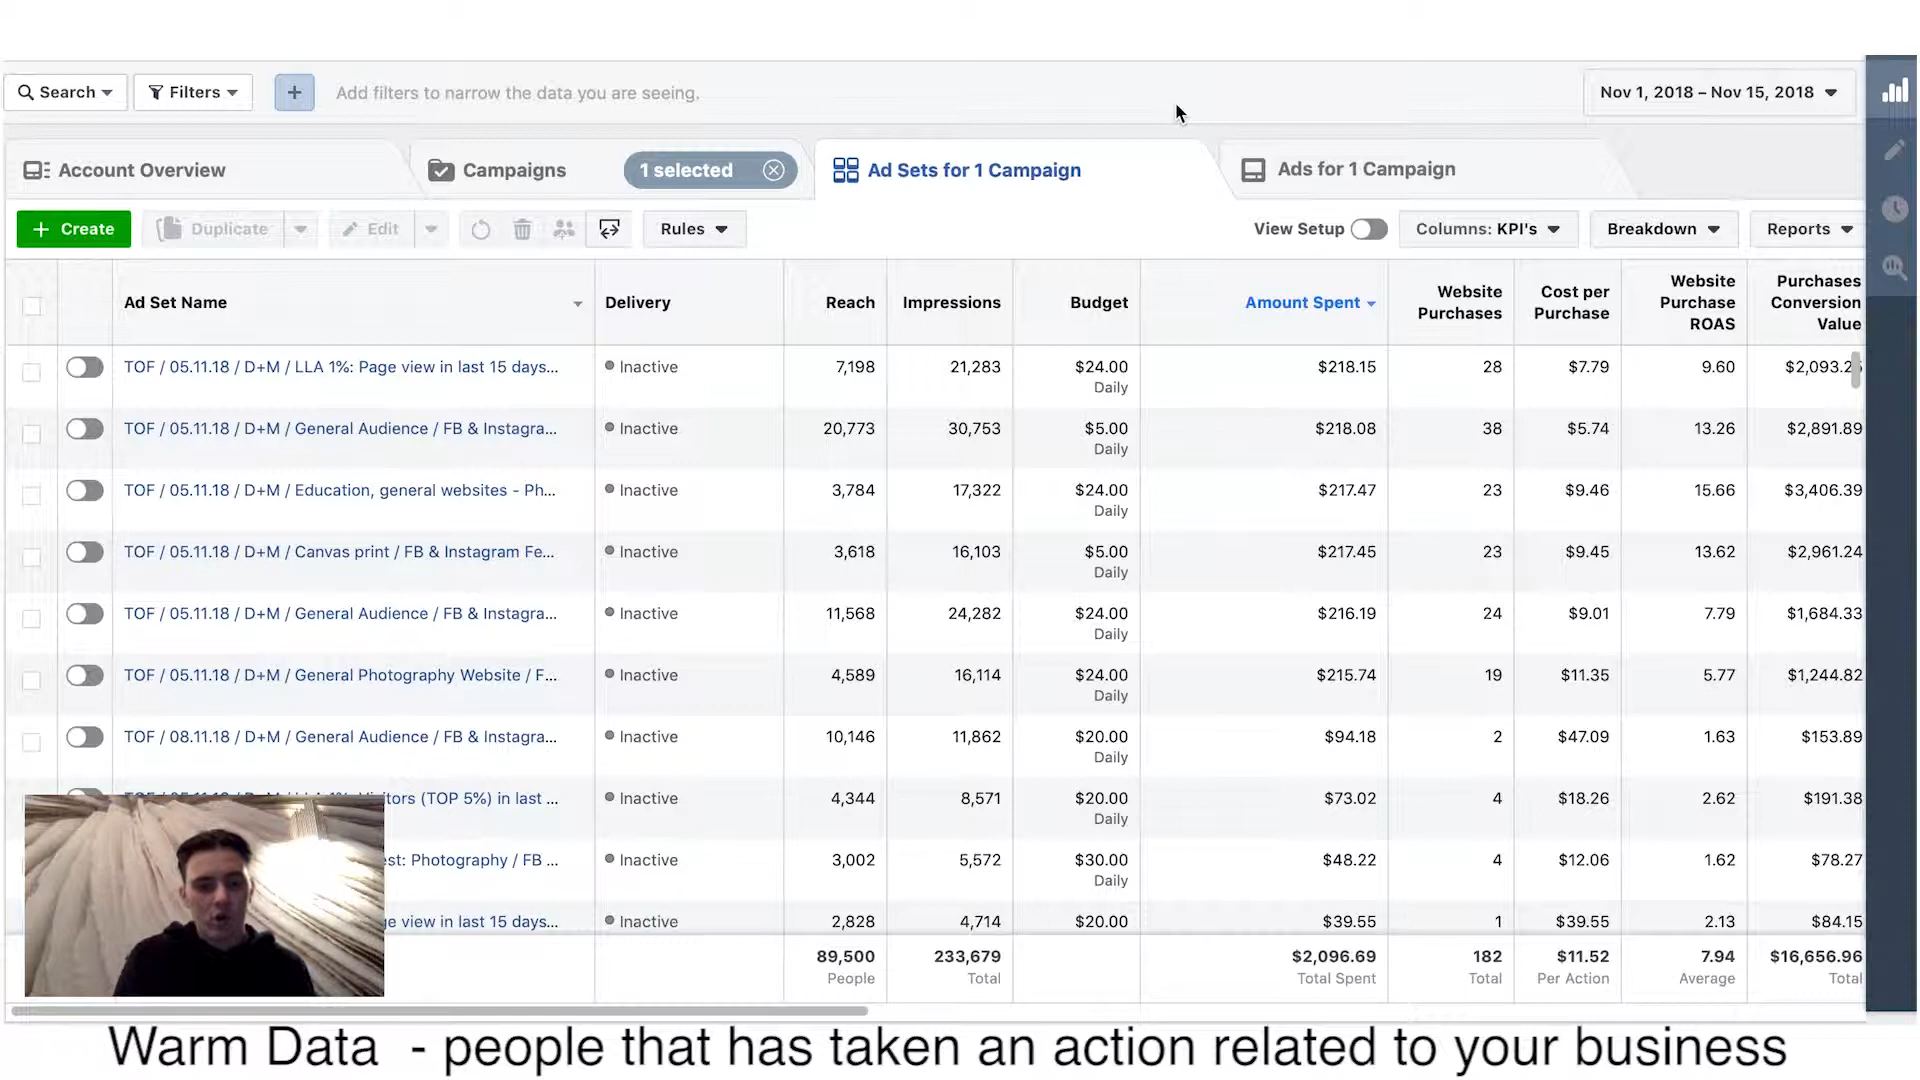 Search
Filters
+
Add filters to narrow the data you are seeing.
Nov 1, 2018 – Nov 15, 2018
Account Overview
Campaigns
1 selected
Ad Sets for 1 Campaign
Ads for 1 Campaign
+ Create
Duplicate
Edit
Rules
View Setup
Columns: KPI's
Breakdown
Reports
Ad Set Name
Delivery
Reach
Impressions
Budget
Amount Spent
Website Purchases
Cost per Purchase
Website Purchase ROAS
Purchases Conversion Value
TOF / 05.11.18 / D+M / LLA 1%: Page view in last 15 days... Inactive 7,198 21,283 $24.00 $218.15 28 $7.79 9.60 $2,093.2
Daily
TOF / 05.11.18 / D+M / General Audience / FB & Instagra... Inactive 20,773 30,753 $5.00 $218.08 38 $5.74 13.26 $2,891.89
Daily
TOF / 05.11.18 / D+M / Education, general websites - Ph... Inactive 3,784 17,322 $24.00 $217.47 23 $9.46 15.66 $3,406.39
Daily
TOF / 05.11.18 / D+M / Canvas print / FB & Instagram Fe... Inactive 3,618 16,103 $5.00 $217.45 23 $9.45 13.62 $2,961.24
Daily
TOF / 05.11.18 / D+M / General Audience / FB & Instagra... Inactive 11,568 24,282 $24.00 $216.19 24 $9.01 7.79 $1,684.33
Daily
TOF / 05.11.18 / D+M / General Photography Website / F... Inactive 4,589 16,114 $24.00 $215.74 19 $11.35 5.77 $1,244.82
Daily
TOF / 08.11.18 / D+M / General Audience / FB & Instagra... Inactive 10,146 11,862 $20.00 $94.18 2 $47.09 1.63 $153.89
Daily
(TOP 5%) in last ... Inactive 4,344 8,571 $20.00 $73.02 4 $18.26 2.62 $191.38
Daily
Photography / FB ... Inactive 3,002 5,572 $30.00 $48.22 4 $12.06 1.62 $78.27
Daily
view in last 15 days... Inactive 2,828 4,714 $20.00 $39.55 1 $39.55 2.13 $84.15
89,500 233,679 $2,096.69 182 $11.52 7.94 $16,656.96
People Total Total Spent Total Per Action Average Total
Warm Data - people that has taken an action related to your business